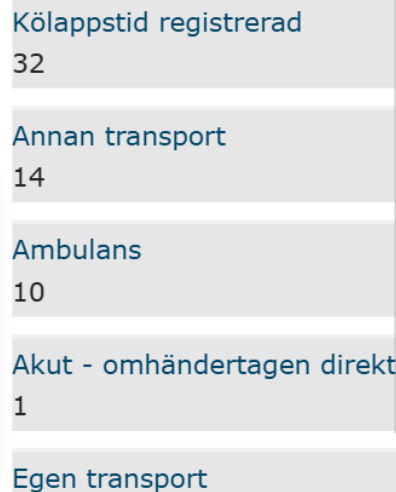 Kölappstid registrerad
32
Annan transport
14
Ambulans
10
Akut - omhändertagen direkt
1
Egen transport